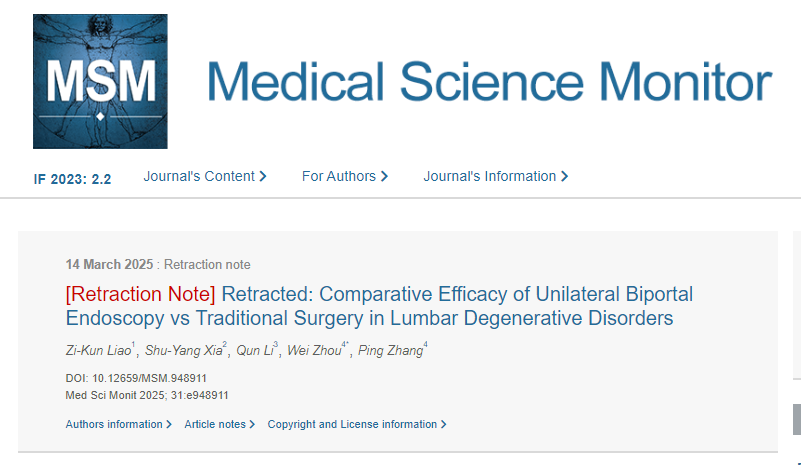 MSM
Medical Science Monitor
IF 2023: 2.2
Journal's Content
For Authors
Journal's Information
14 March 2025 : Retraction note
[Retraction Note] Retracted: Comparative Efficacy of Unilateral Biportal
Endoscopy vs Traditional Surgery in Lumbar Degenerative Disorders
Zi-Kun Liao1, Shu-Yang Xia2, Qun Li3, Wei Zhou4*, Ping Zhang4
DOI: 10.12659/MSM.948911
Med Sci Monit 2025; 31:e948911
Authors information
Article notes
Copyright and License information